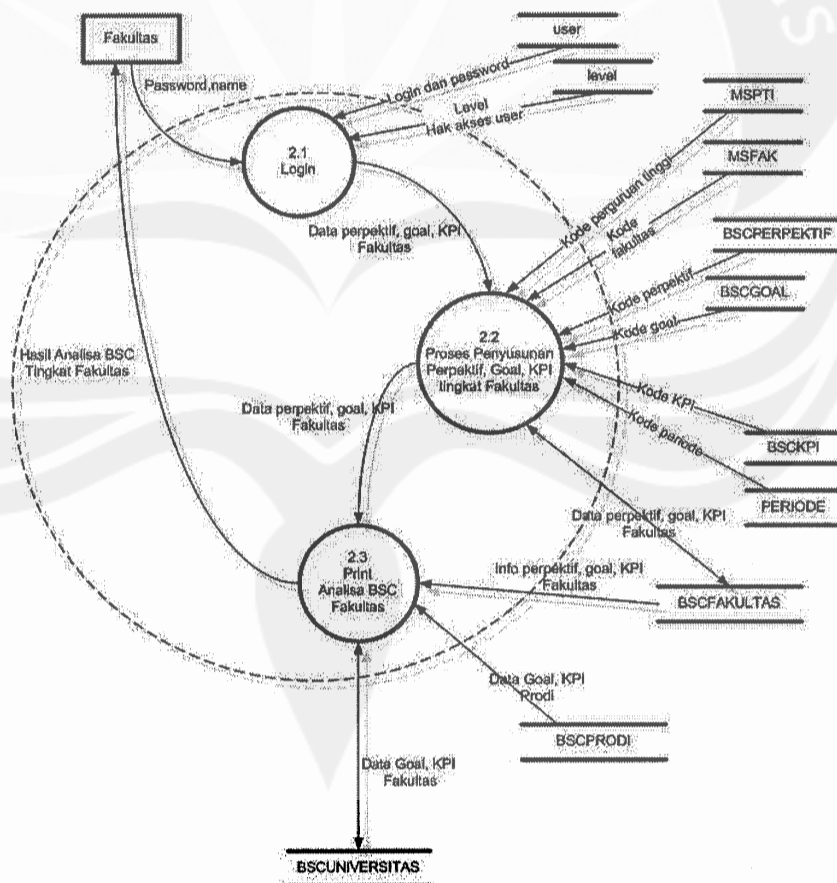 Fakultas
user
Password,name
Login dan password
level
Level
Hak akses user
MSPTI
2.1
Login
Kode perguruan tinggi
MSFAK
Kode
fakultas
Data perpektif, goal, KPI
Fakultas
BSCPERPEKTIF
Kode perpektif
BSCGOAL
Kode goal
2.2
Proses Penyusunan
Perpektif, Goal, KPI
tingkat Fakultas
Hasil Analisa BSC
Tingkat Fakultas
Kode KPI
Data perpektif, goal, KPI
Fakultas
Kode periode
BSCKPI
PERIODE
Data perpektif, goal, KPI
Fakultas
2.3
Print
Analisa BSC
Fakultas
Info perpektif, goal, KPI
Fakultas
BSCFAKULTAS
Data Goal, KPI
Prodi
BSCPRODI
Data Goal, KPI
Fakultas
BSCUNIVERSITAS